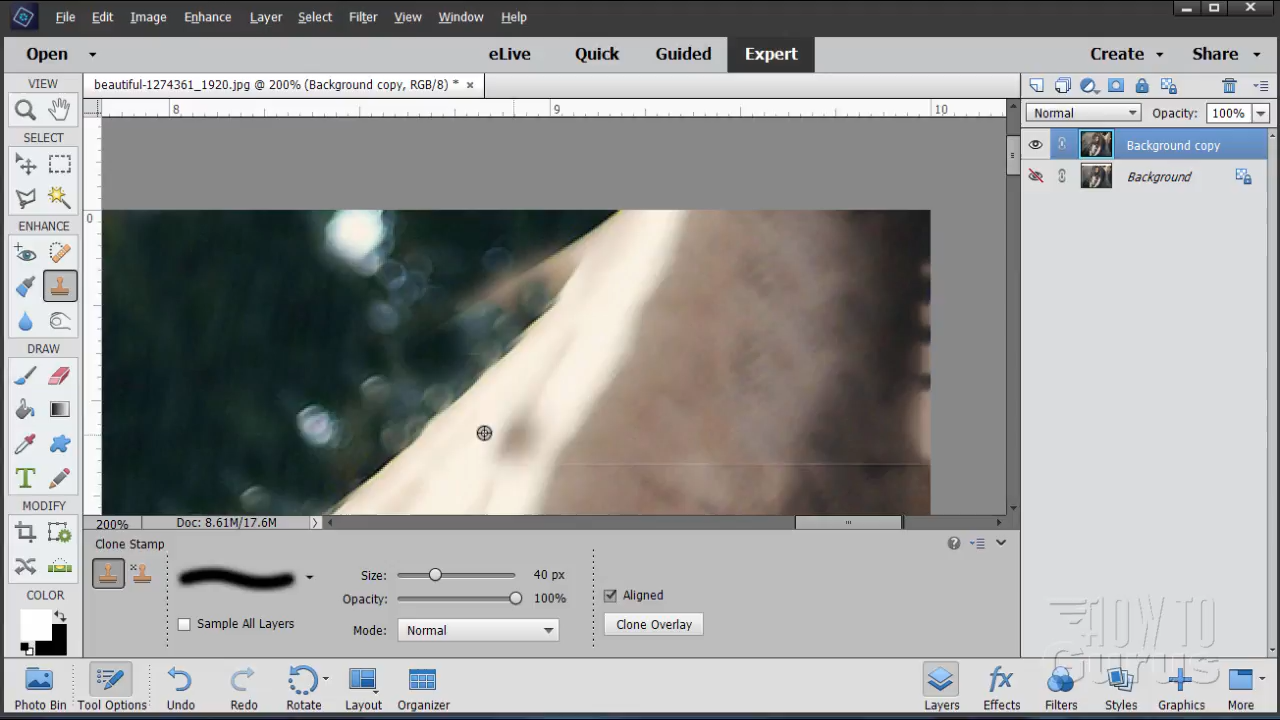 File Edit Image Enhance Layer Select Filter View Window Help
Open eLive Quick Guided Expert Create Share
VIEW beautiful-1274361_1920.jpg @ 200% (Background copy, RGB/8) * ×
8 9 10
Normal Opacity: 100%
SELECT
Background copy
Background
0
ENHANCE
DRAW
T
MODIFY
200% Doc: 8.61M/17.6M
Clone Stamp
Size: 40 px
Opacity: 100%
Aligned
COLOR
Sample All Layers
Mode: Normal
Clone Overlay
HOW TO
Gurus
Photo Bin Tool Options Undo Redo Rotate Layout Organizer Layers fx Effects Filters Styles Graphics More